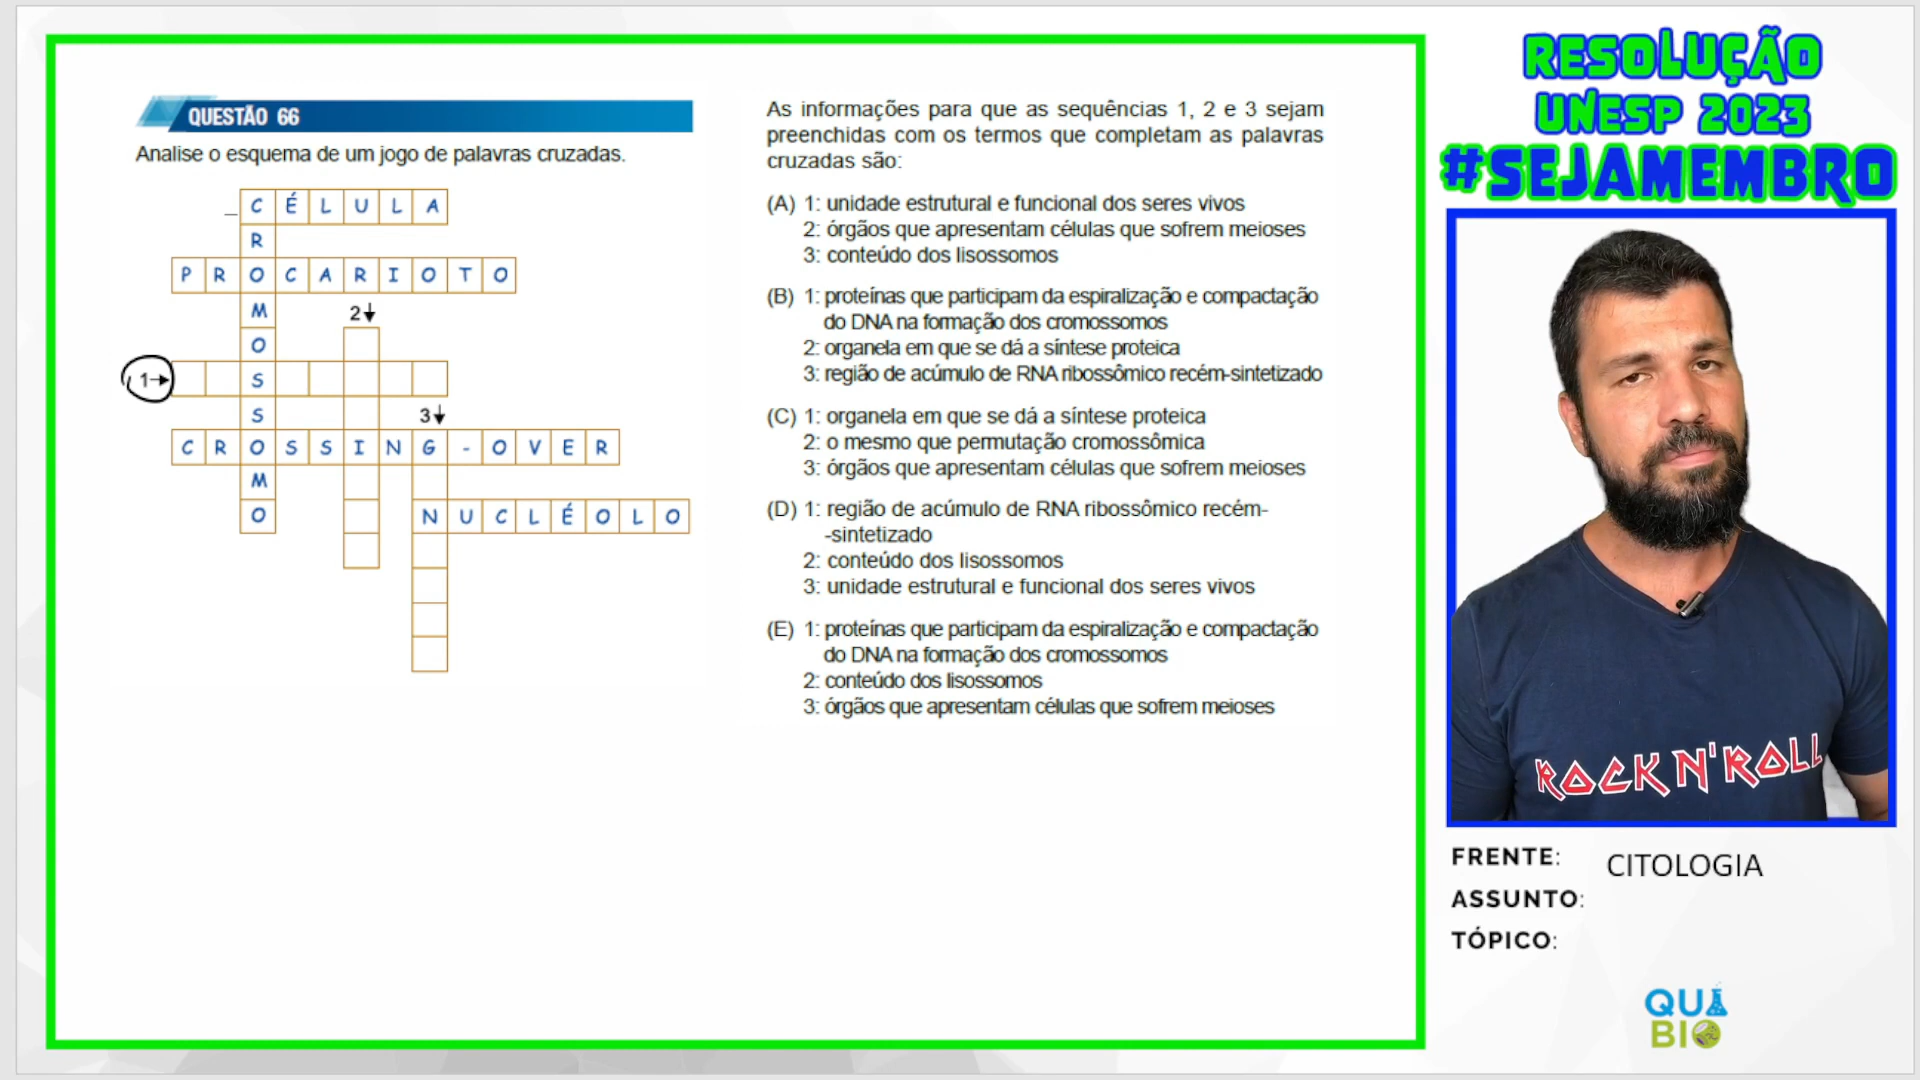 QUESTÃO 66
Analise o esquema de um jogo de palavras cruzadas.
_ C É L U L A
R
P R O C A R I O T O
M
2↓
O
1→
S
S
3↓
C R O S S I N G - O V E R
M
O
N U C L É O L O
As informações para que as sequências 1, 2 e 3 sejam
preenchidas com os termos que completam as palavras
cruzadas são:
(A) 1: unidade estrutural e funcional dos seres vivos
2: órgãos que apresentam células que sofrem meioses
3: conteúdo dos lisossomos
(B) 1: proteínas que participam da espiralização e compactação
do DNA na formação dos cromossomos
2: organela em que se dá a síntese proteica
3: região de acúmulo de RNA ribossômico recém-sintetizado
(C) 1: organela em que se dá a síntese proteica
2: o mesmo que permutação cromossômica
3: órgãos que apresentam células que sofrem meioses
(D) 1: região de acúmulo de RNA ribossômico recém-
-sintetizado
2: conteúdo dos lisossomos
3: unidade estrutural e funcional dos seres vivos
(E) 1: proteínas que participam da espiralização e compactação
do DNA na formação dos cromossomos
2: conteúdo dos lisossomos
3: órgãos que apresentam células que sofrem meioses
RESOLUÇÃO
UNESP 2023
#SEJAMEMBRO
ROCK N'ROLL
FRENTE: CITOLOGIA
ASSUNTO:
TÓPICO:
QUÍ
BIO